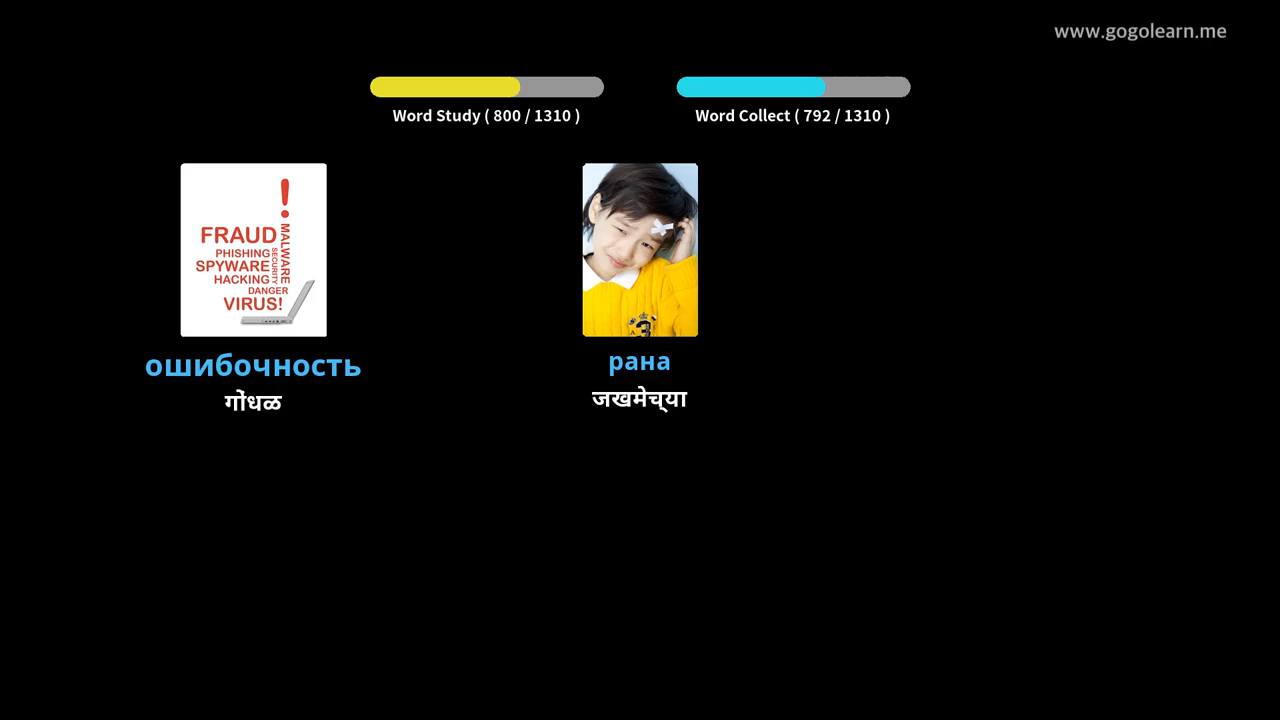 www.gogolearn.me
Word Study ( 800 / 1310 )
Word Collect ( 792 / 1310 )
!
FRAUD
MALWARE
PHISHING
SECURITY
SPYWARE
HACKING
DANGER
VIRUS!
3
ошибочность
गोंधळ
рана
जखमेच्या